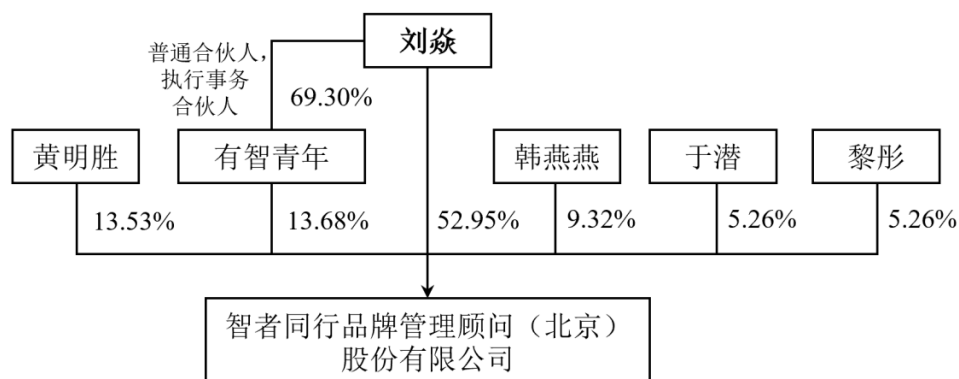 刘焱
普通合伙人，
执行事务
合伙人
69.30%
黄明胜
有智青年
韩燕燕
于潜
黎彤
13.53%
13.68%
52.95%
9.32%
5.26%
5.26%
智者同行品牌管理顾问（北京）
股份有限公司